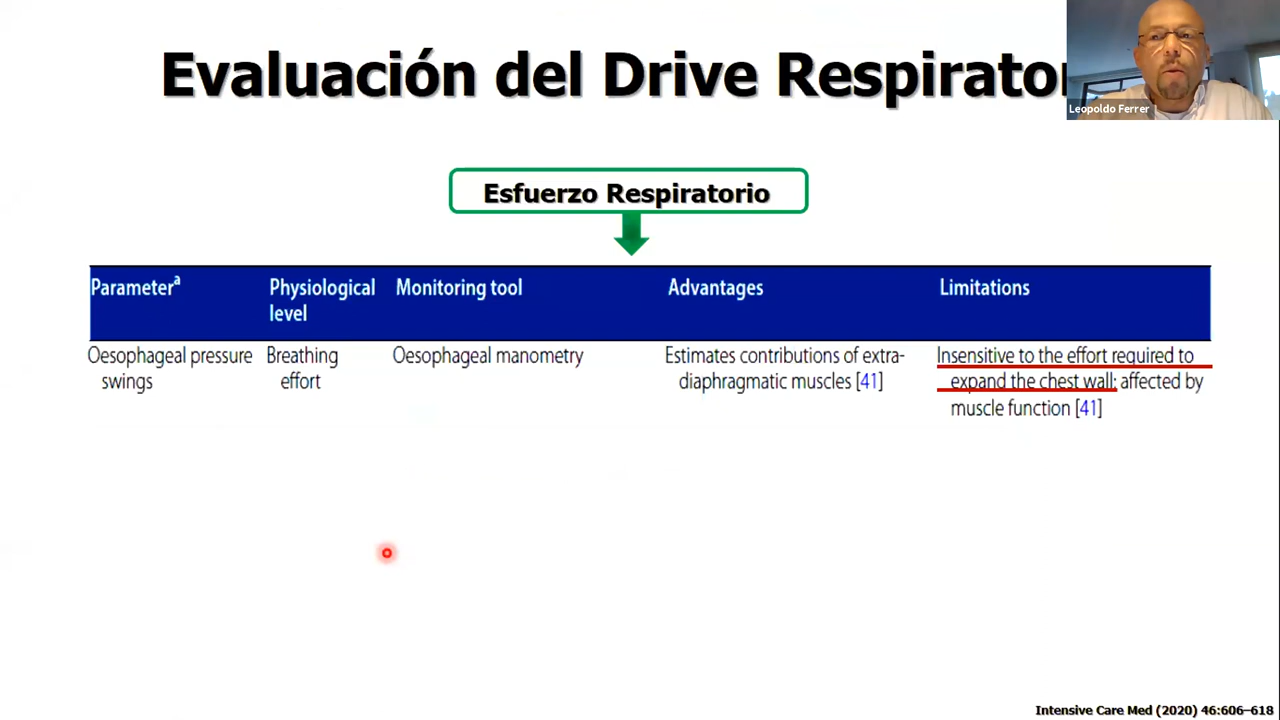 Evaluación del Drive Respirator
Leopoldo Ferrer
Esfuerzo Respiratorio
Parameterᵃ
Physiological
level
Monitoring tool
Advantages
Limitations
Oesophageal pressure
swings
Breathing
effort
Oesophageal manometry
Estimates contributions of extra-
diaphragmatic muscles [41]
Insensitive to the effort required to
expand the chest wall; affected by
muscle function [41]
Intensive Care Med (2020) 46:606–618